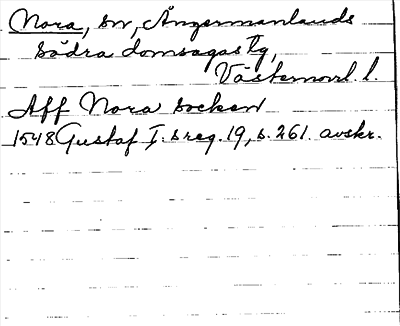 Nora, sn, Ångermanlands
södra domsagas tg,
Västernorrl. l.
Aff Nora socken
1548 Gustaf I:s reg. 19, s. 261. avskr.